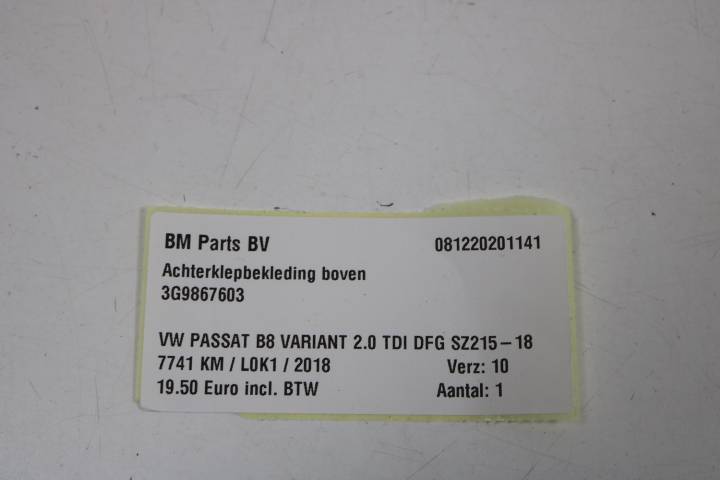 BM Parts BV 081220201141
Achterklepbekleding boven
3G9867603
VW PASSAT B8 VARIANT 2.0 TDI DFG SZ215-18
7741 KM / L0K1 / 2018 Verz: 10
19.50 Euro incl. BTW Aantal: 1